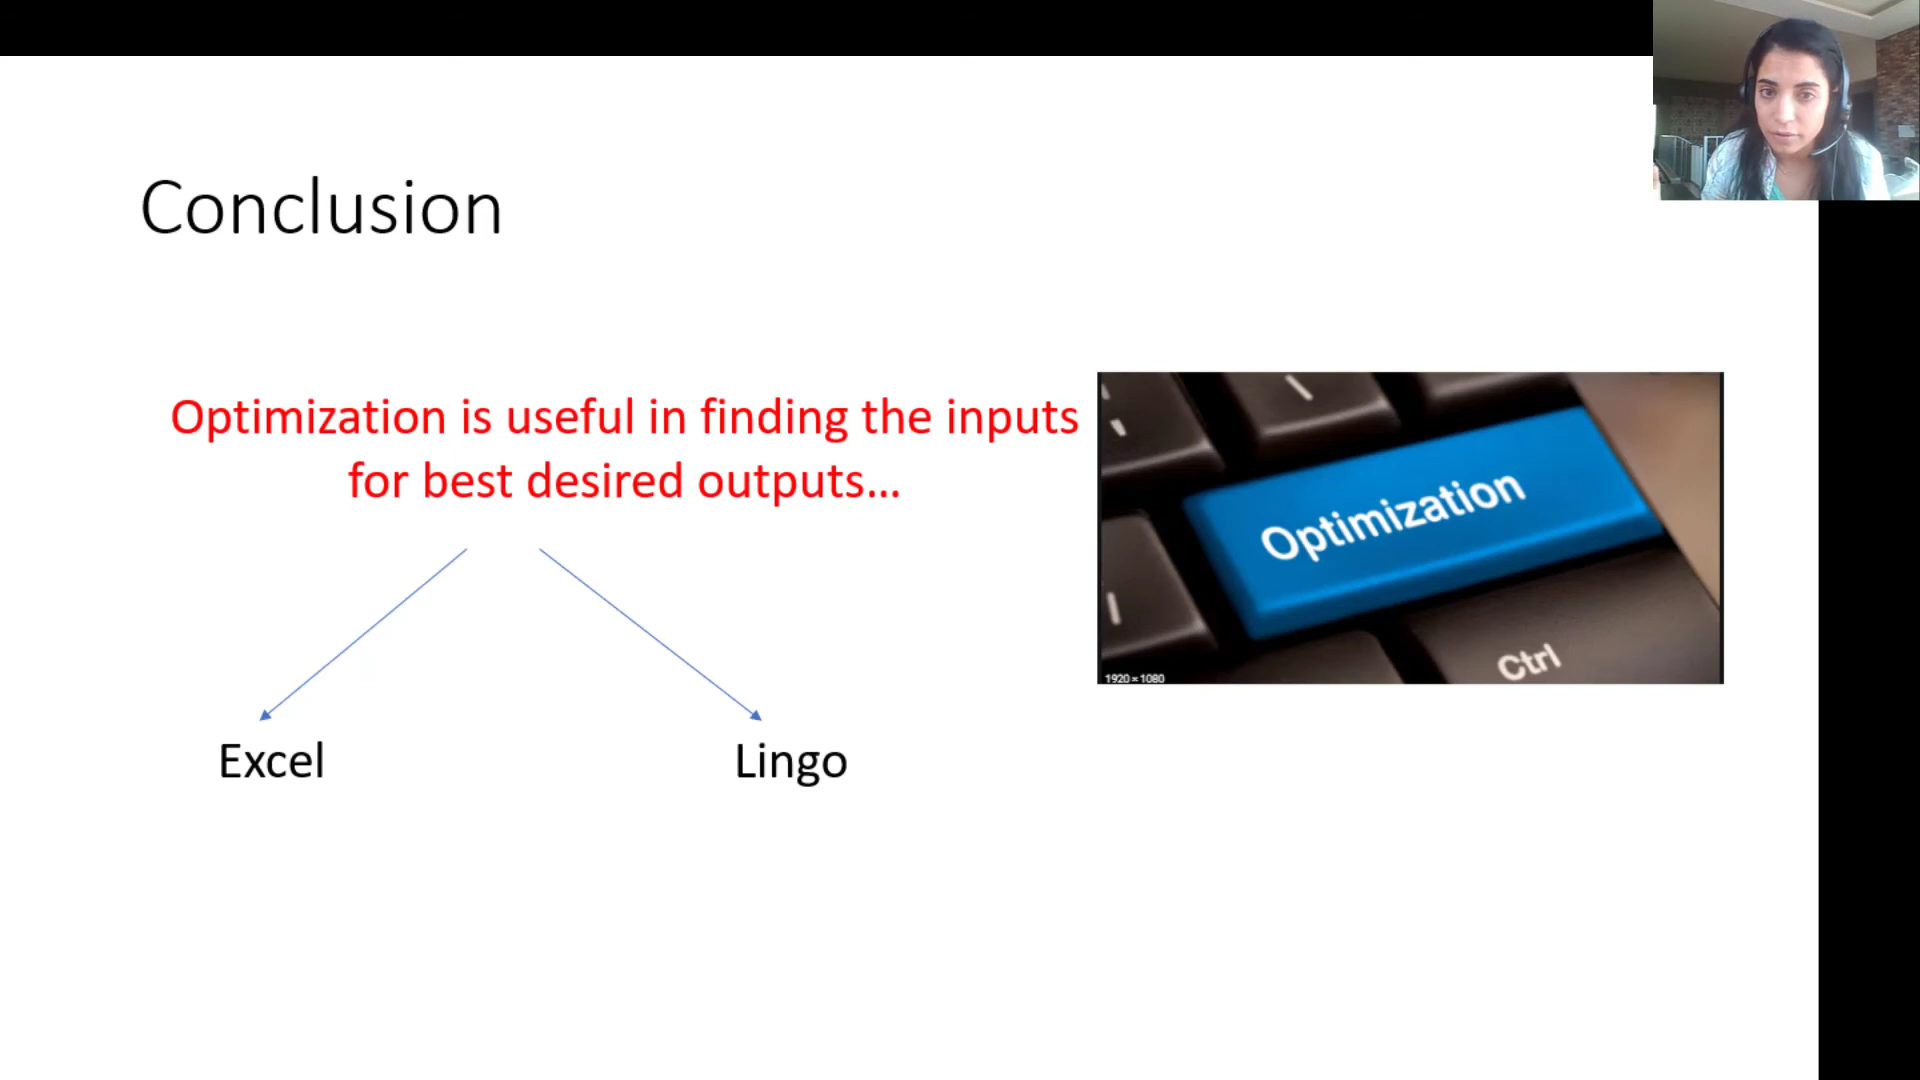 Conclusion
Optimization is useful in finding the inputs
for best desired outputs...
Optimization
Ctrl
1920 × 1080
Excel
Lingo